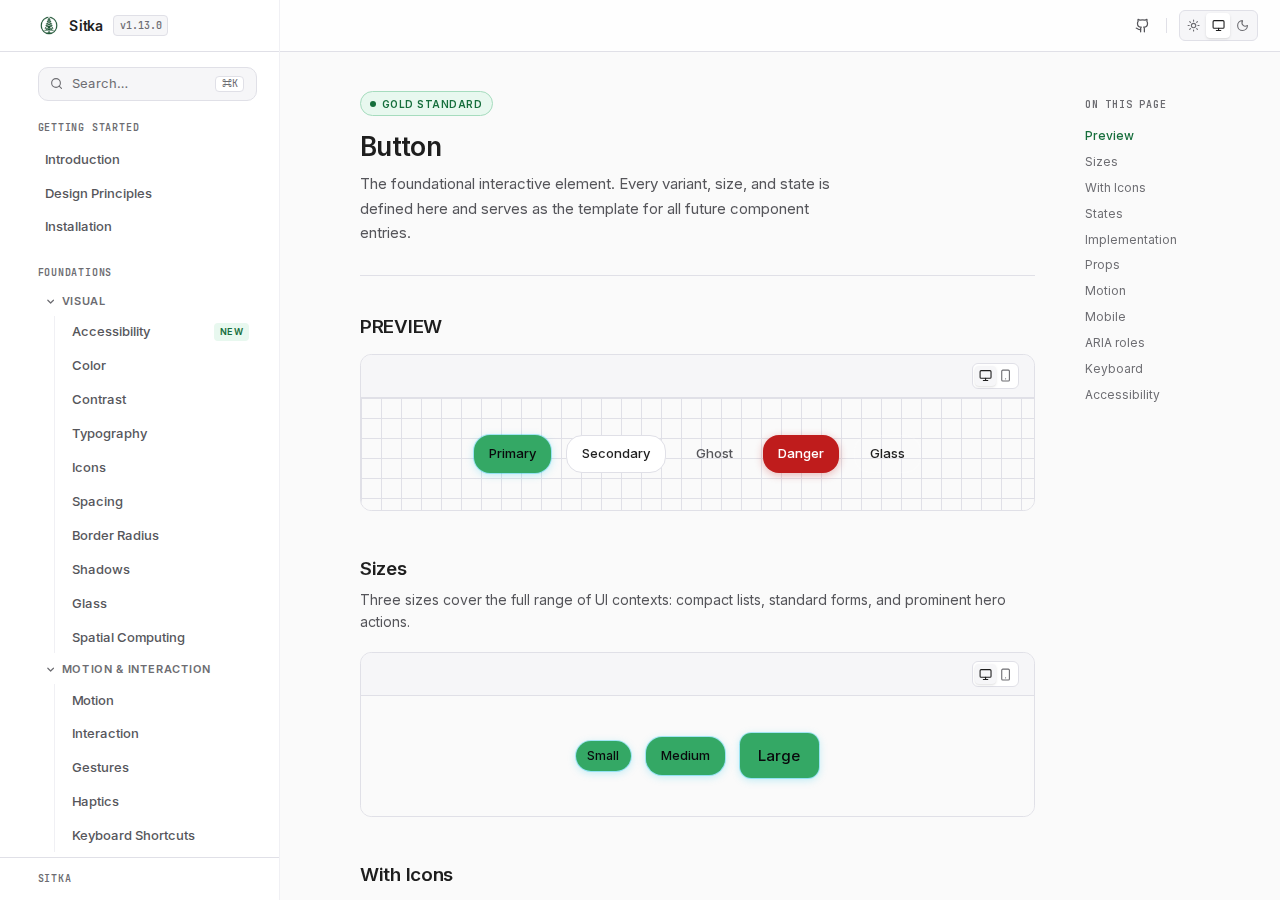 Sitka v1.13.0
Search... ⌘K
GETTING STARTED
Introduction
Design Principles
Installation
FOUNDATIONS
VISUAL
Accessibility NEW
Color
Contrast
Typography
Icons
Spacing
Border Radius
Shadows
Glass
Spatial Computing
MOTION & INTERACTION
Motion
Interaction
Gestures
Haptics
Keyboard Shortcuts
SITKA
GOLD STANDARD
Button
The foundational interactive element. Every variant, size, and state is
defined here and serves as the template for all future component
entries.
PREVIEW
Primary Secondary Ghost Danger Glass
Sizes
Three sizes cover the full range of UI contexts: compact lists, standard forms, and prominent hero
actions.
Small Medium Large
With Icons
ON THIS PAGE
Preview
Sizes
With Icons
States
Implementation
Props
Motion
Mobile
ARIA roles
Keyboard
Accessibility